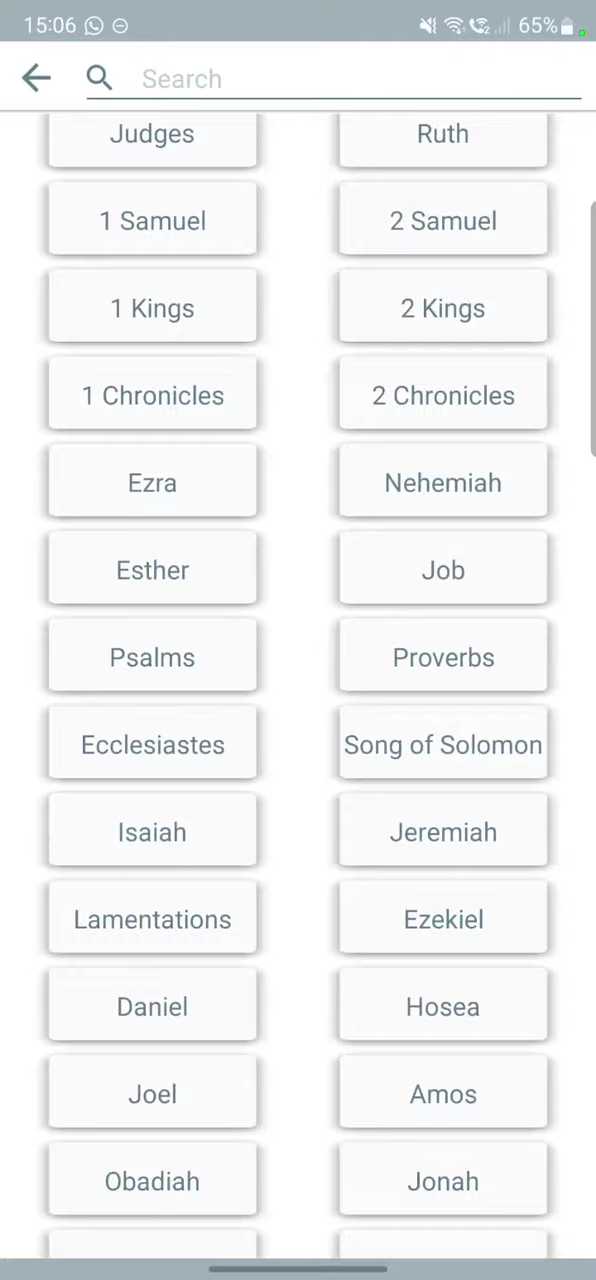 15:06 65%
Search
Judges Ruth
1 Samuel 2 Samuel
1 Kings 2 Kings
1 Chronicles 2 Chronicles
Ezra Nehemiah
Esther Job
Psalms Proverbs
Ecclesiastes Song of Solomon
Isaiah Jeremiah
Lamentations Ezekiel
Daniel Hosea
Joel Amos
Obadiah Jonah